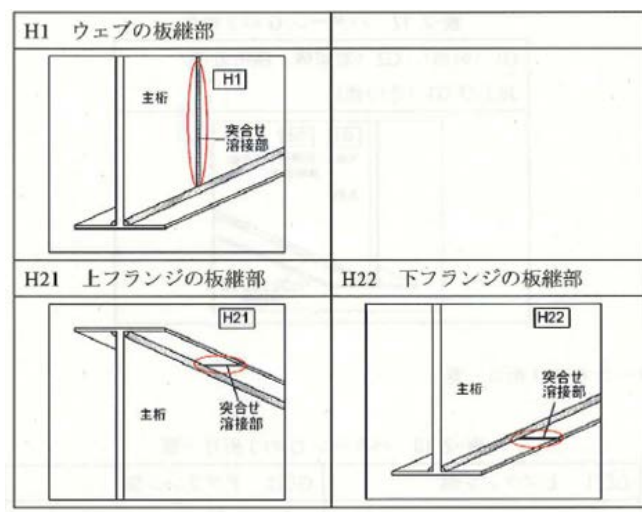 H1 ウェブの板継部
H1
主桁
突合せ
溶接部
H21 上フランジの板継部
H22 下フランジの板継部
H21
主桁
突合せ
溶接部
H22
主桁
突合せ
溶接部